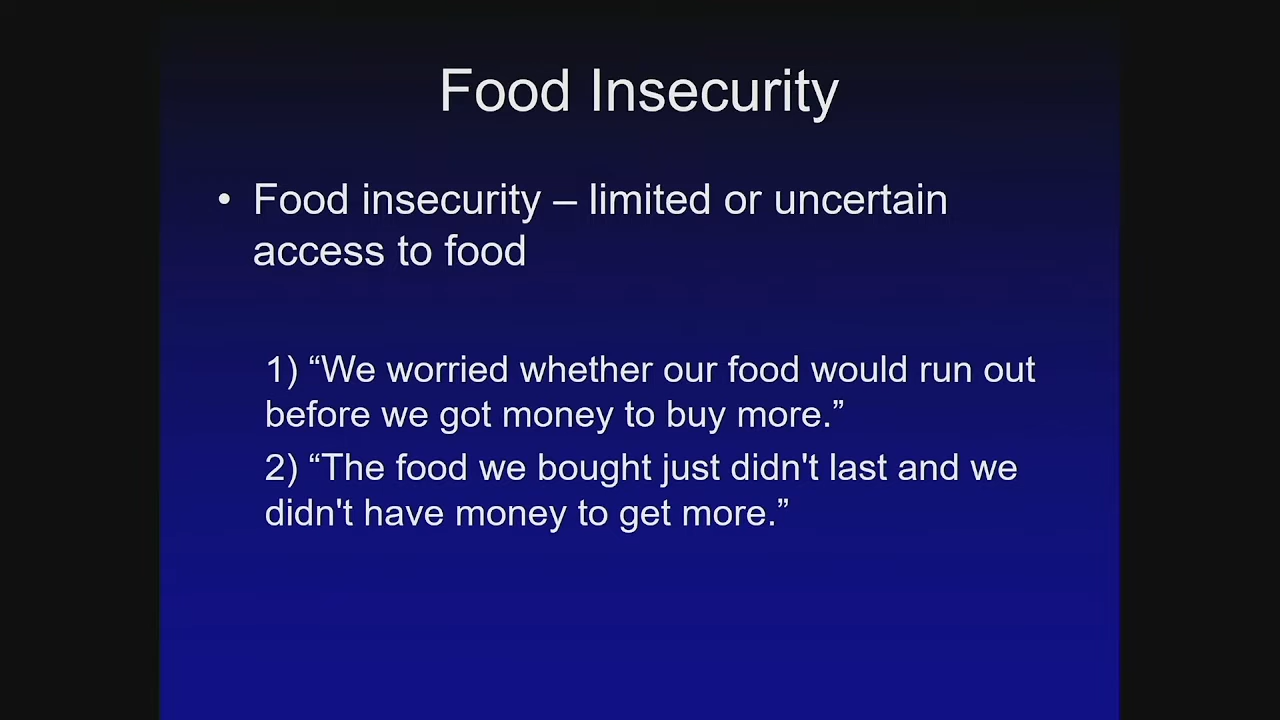 Food Insecurity
• Food insecurity – limited or uncertain
access to food
1) “We worried whether our food would run out
before we got money to buy more.”
2) “The food we bought just didn't last and we
didn't have money to get more.”